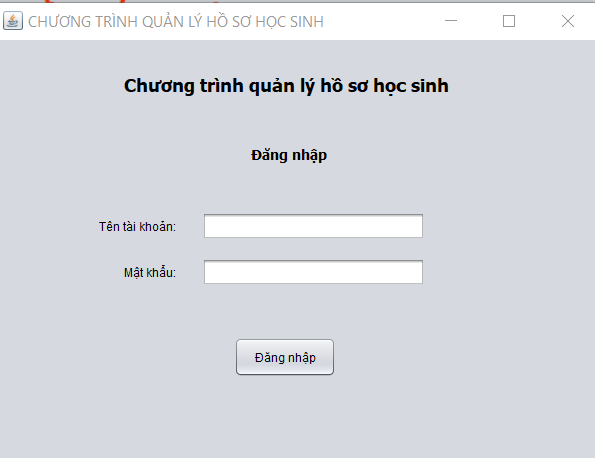 CHƯƠNG TRÌNH QUẢN LÝ HỒ SƠ HỌC SINH
Chương trình quản lý hồ sơ học sinh
Đăng nhập
Tên tài khoản:
Mật khẩu:
Đăng nhập